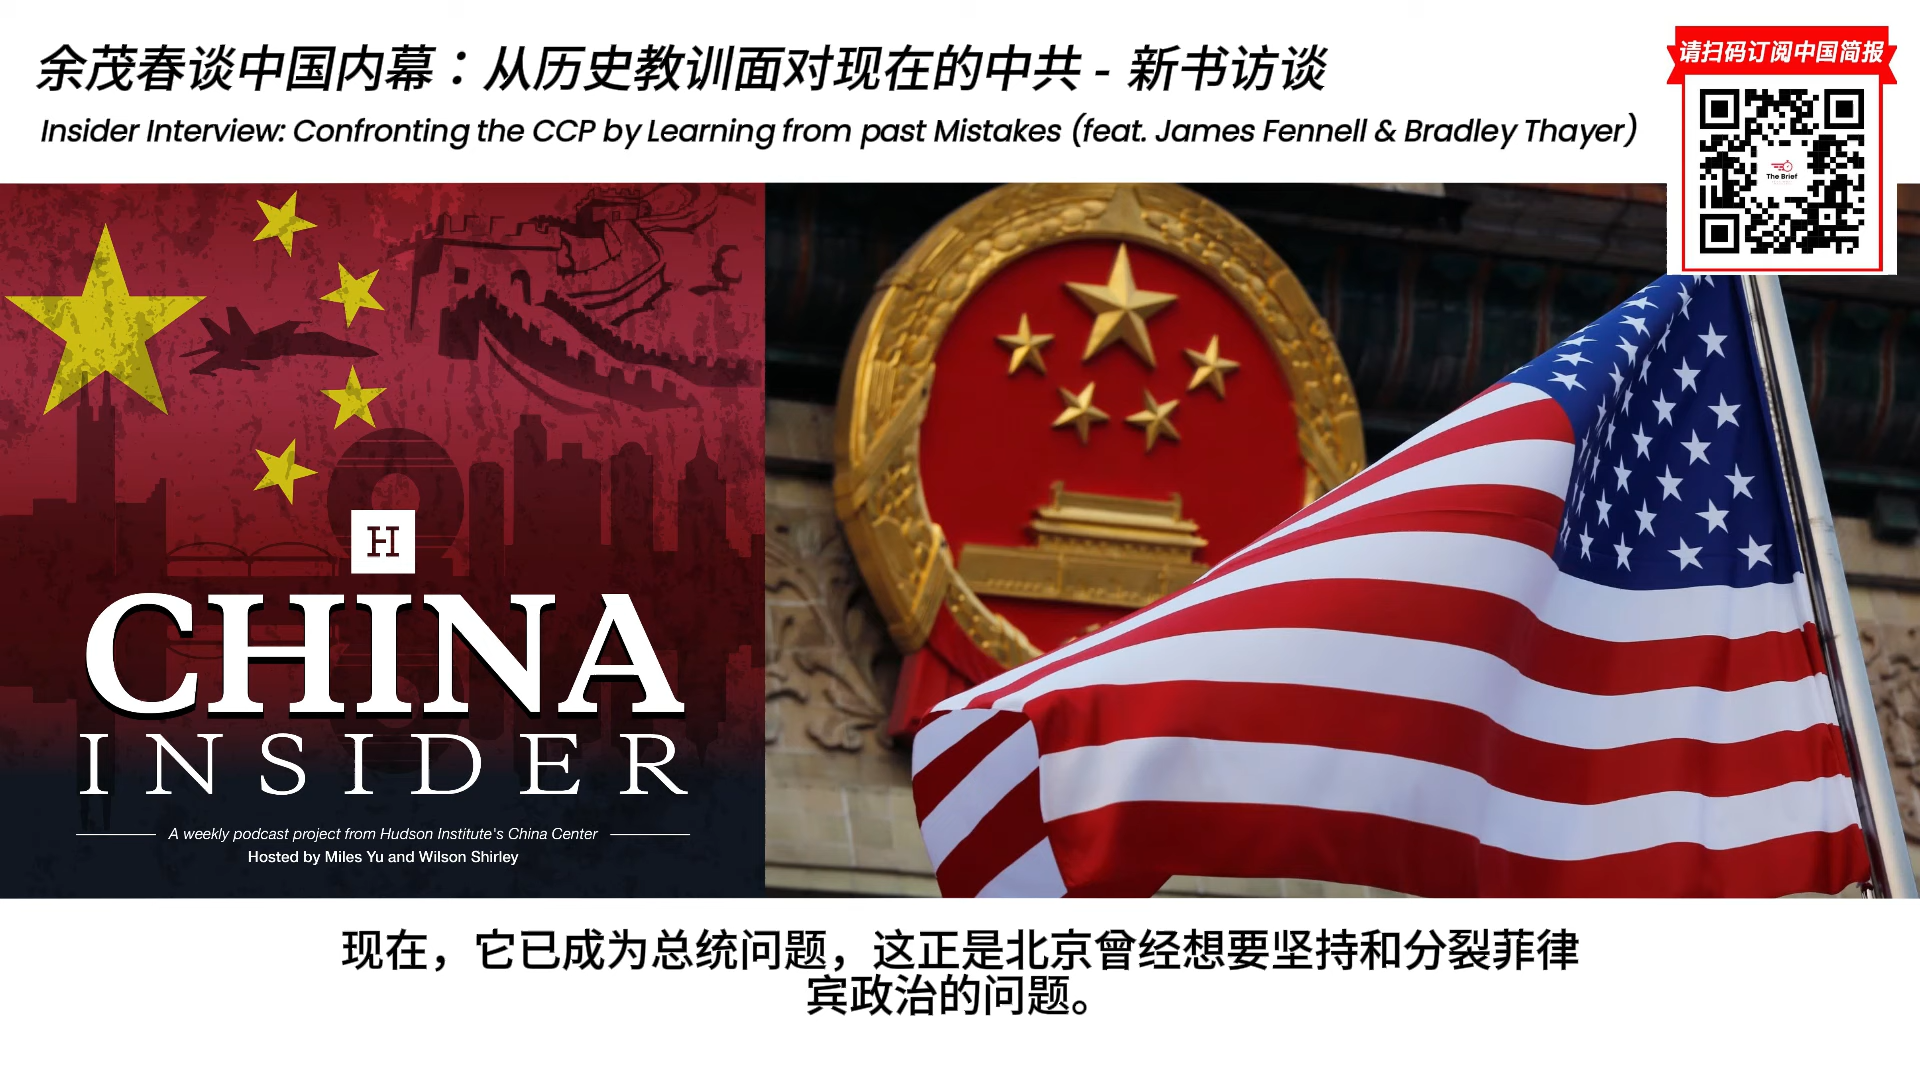 余茂春谈中国内幕：从历史教训面对现在的中共 - 新书访谈
请扫码订阅中国简报
Insider Interview: Confronting the CCP by Learning from past Mistakes (feat. James Fennell & Bradley Thayer)
The Brief
H
CHINA
INSIDER
A weekly podcast project from Hudson Institute's China Center
Hosted by Miles Yu and Wilson Shirley
现在，它已成为总统问题，这正是北京曾经想要坚持和分裂菲律
宾政治的问题。